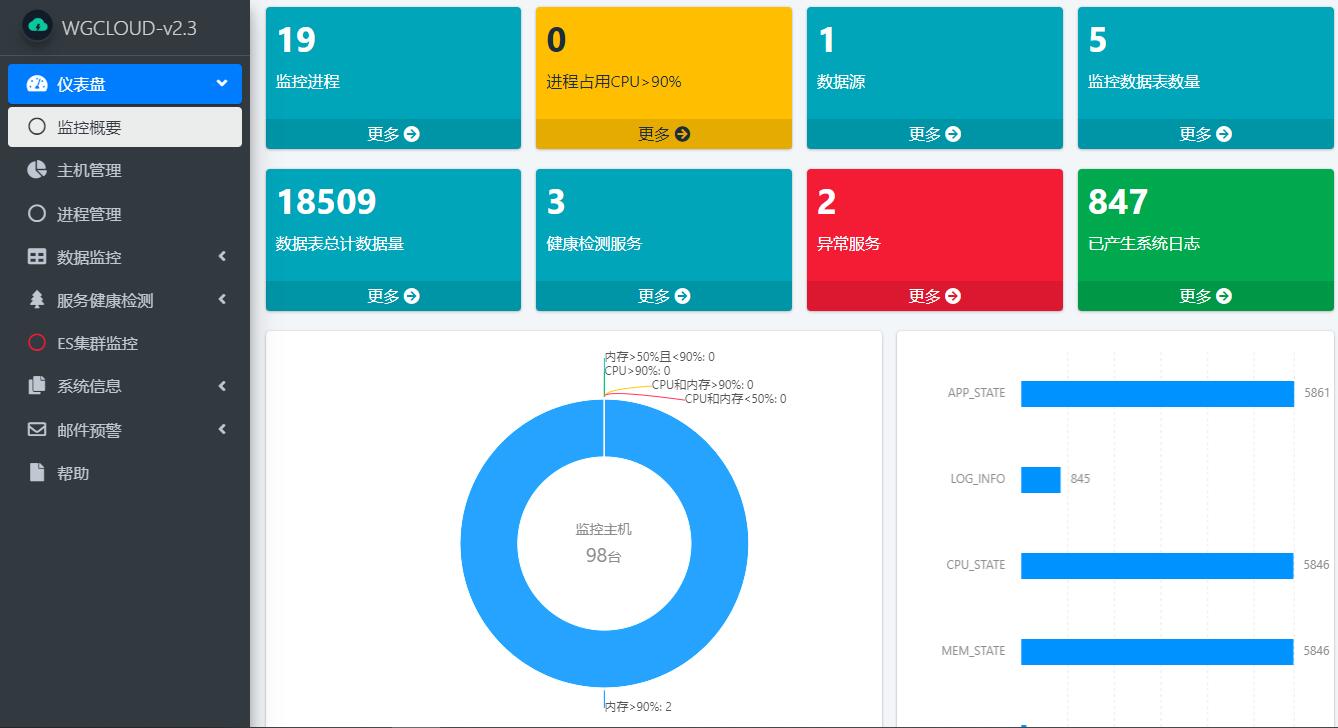 WGCLOUD-v2.3
仪表盘
监控概要
主机管理
进程管理
数据监控
服务健康检测
ES集群监控
系统信息
邮件预警
帮助
19
监控进程
更多
0
进程占用CPU>90%
更多
1
数据源
更多
5
监控数据表数量
更多
18509
数据表总计数据量
更多
3
健康检测服务
更多
2
异常服务
更多
847
已产生系统日志
更多
内存>50%且<90%: 0
CPU>90%: 0
CPU和内存>90%: 0
CPU和内存<50%: 0
监控主机
98台
内存>90%: 2
APP_STATE 5861
LOG_INFO 845
CPU_STATE 5846
MEM_STATE 5846